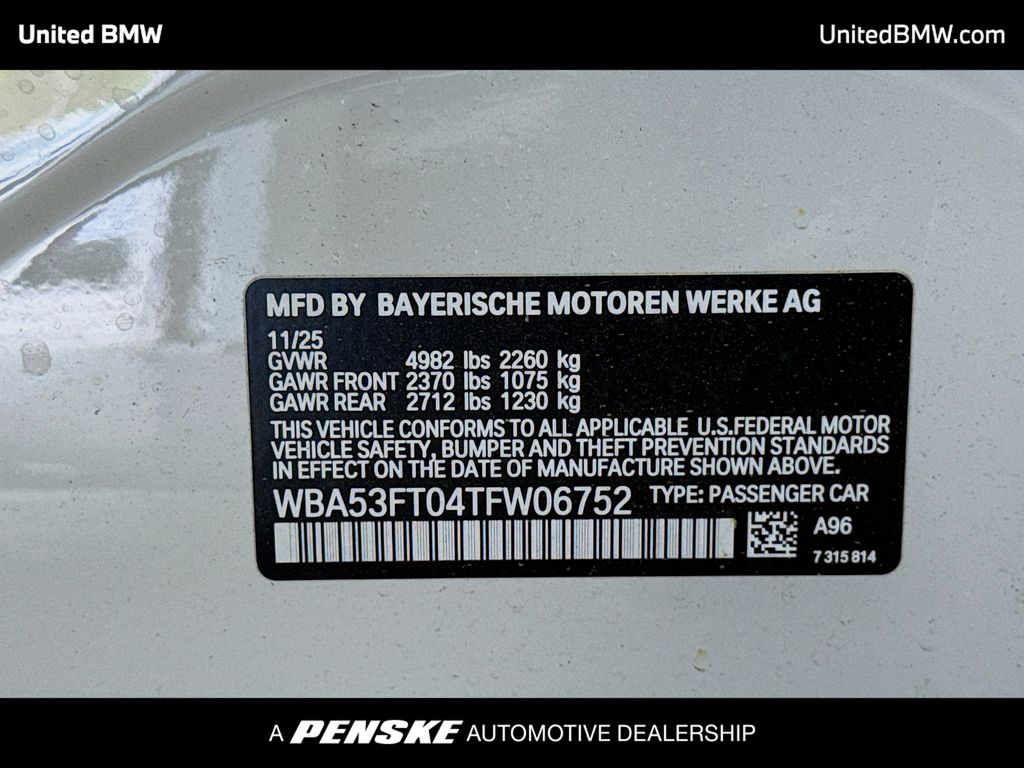 United BMW
UnitedBMW.com
MFD BY BAYERISCHE MOTOREN WERKE AG
11/25
GVWR 4982 lbs 2260 kg
GAWR FRONT 2370 lbs 1075 kg
GAWR REAR 2712 lbs 1230 kg
THIS VEHICLE CONFORMS TO ALL APPLICABLE U.S.FEDERAL MOTOR
VEHICLE SAFETY, BUMPER AND THEFT PREVENTION STANDARDS
IN EFFECT ON THE DATE OF MANUFACTURE SHOWN ABOVE.
WBA53FT04TFW06752 TYPE: PASSENGER CAR
A96
7 315 814
A PENSKE AUTOMOTIVE DEALERSHIP